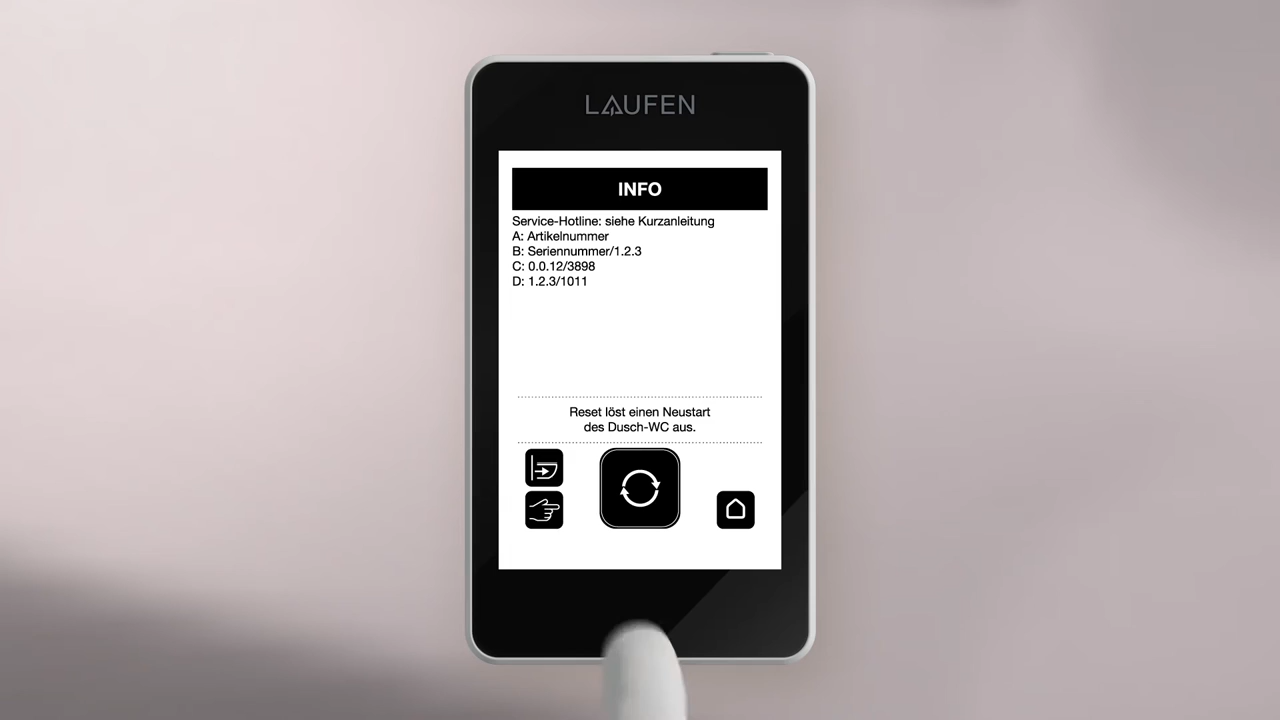 LAUFEN
INFO
Service-Hotline: siehe Kurzanleitung
A: Artikelnummer
B: Seriennummer/1.2.3
C: 0.0.12/3898
D: 1.2.3/1011
Reset löst einen Neustart
des Dusch-WC aus.